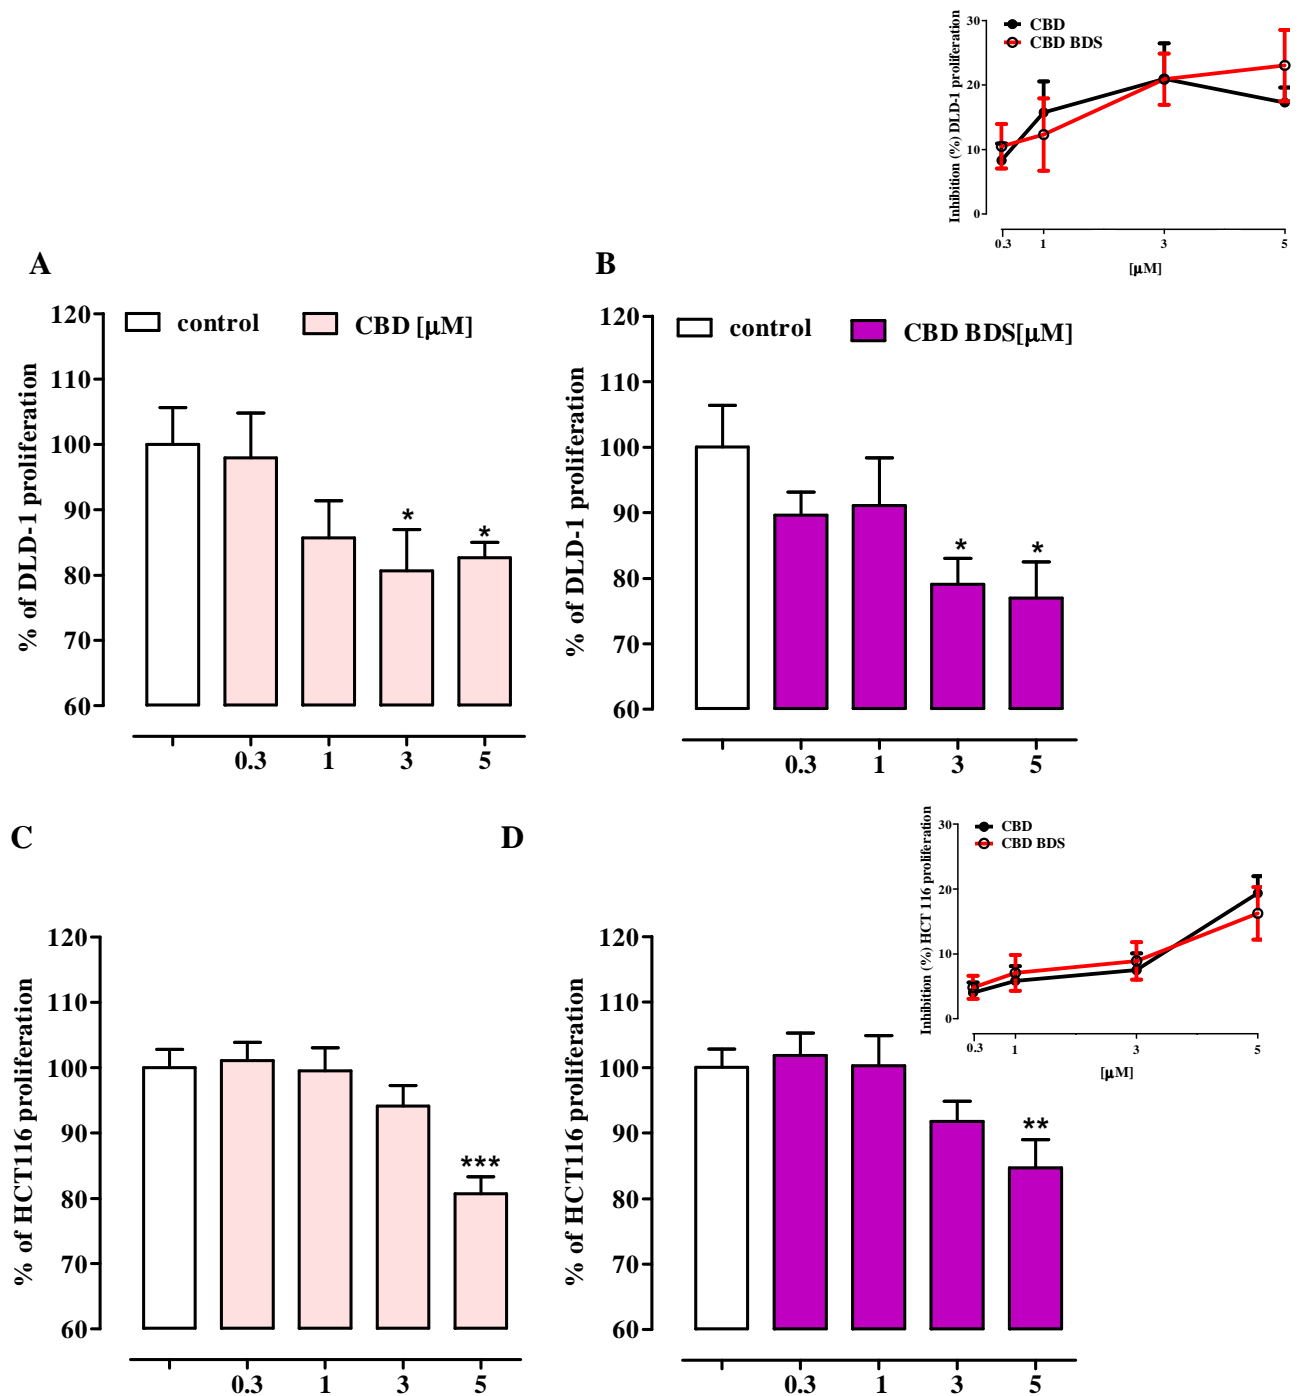 CBD
CBD BDS
30
20
10
0
Inhibition (%) DLD-1 proliferation
0.3 1 3 5
[µM]
A
control CBD [µM]
120
110
100
90
80
70
60
% of DLD-1 proliferation
* *
0.3 1 3 5
B
control CBD BDS[µM]
120
110
100
90
80
70
60
% of DLD-1 proliferation
* *
0.3 1 3 5
C
120
110
100
90
80
70
60
% of HCT116 proliferation
***
0.3 1 3 5
D
CBD
CBD BDS
30
20
10
0
Inhibition (%) HCT 116 proliferation
0.3 1 3 5
[µM]
120
110
100
90
80
70
60
% of HCT116 proliferation
**
0.3 1 3 5